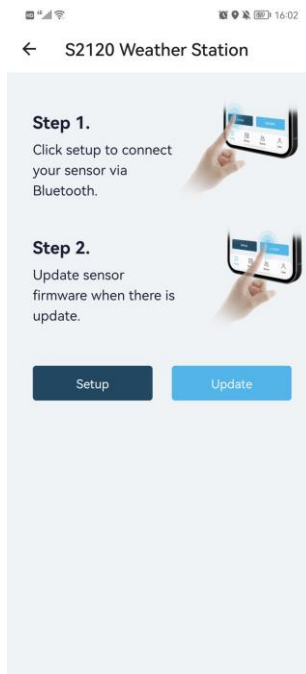 16:02
S2120 Weather Station
Step 1.
Click setup to connect
your sensor via
Bluetooth.
Step 2.
Update sensor
firmware when there is
update.
Setup
Update